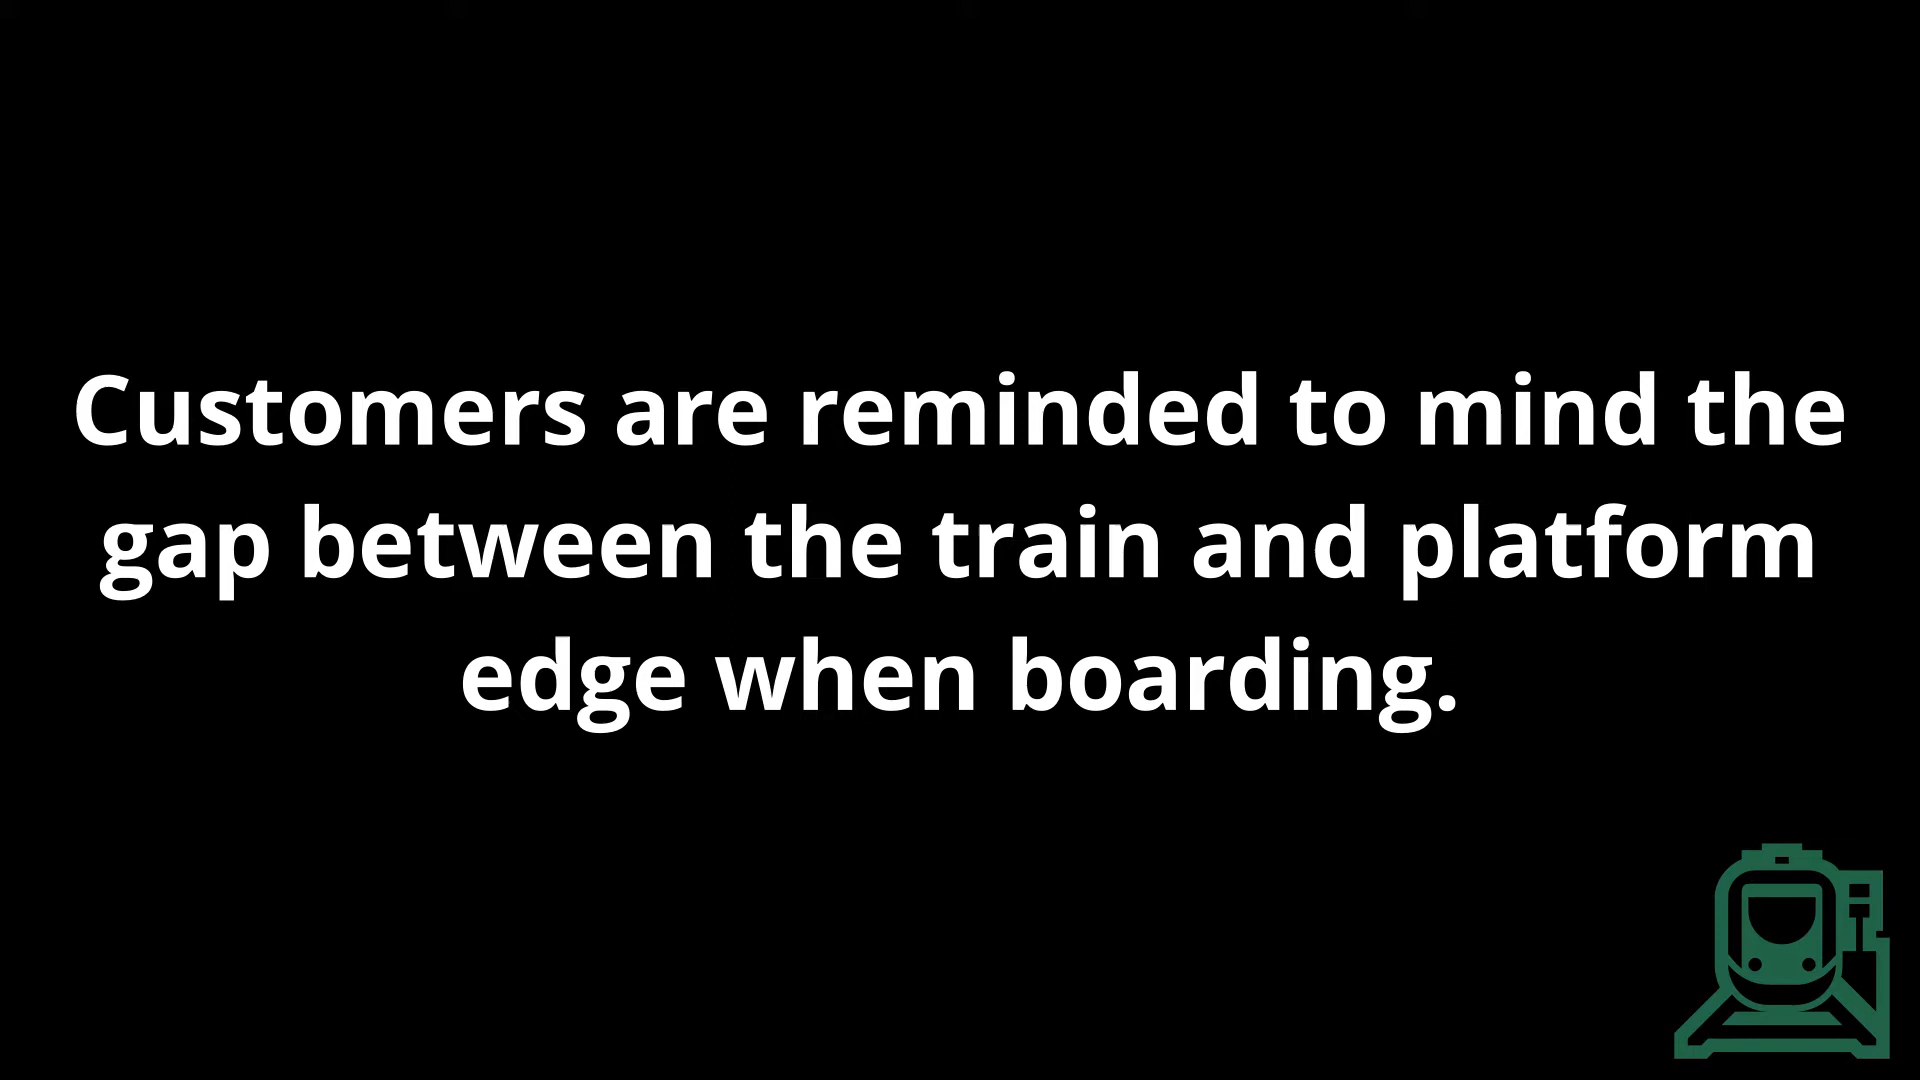 Customers are reminded to mind the
gap between the train and platform
edge when boarding.